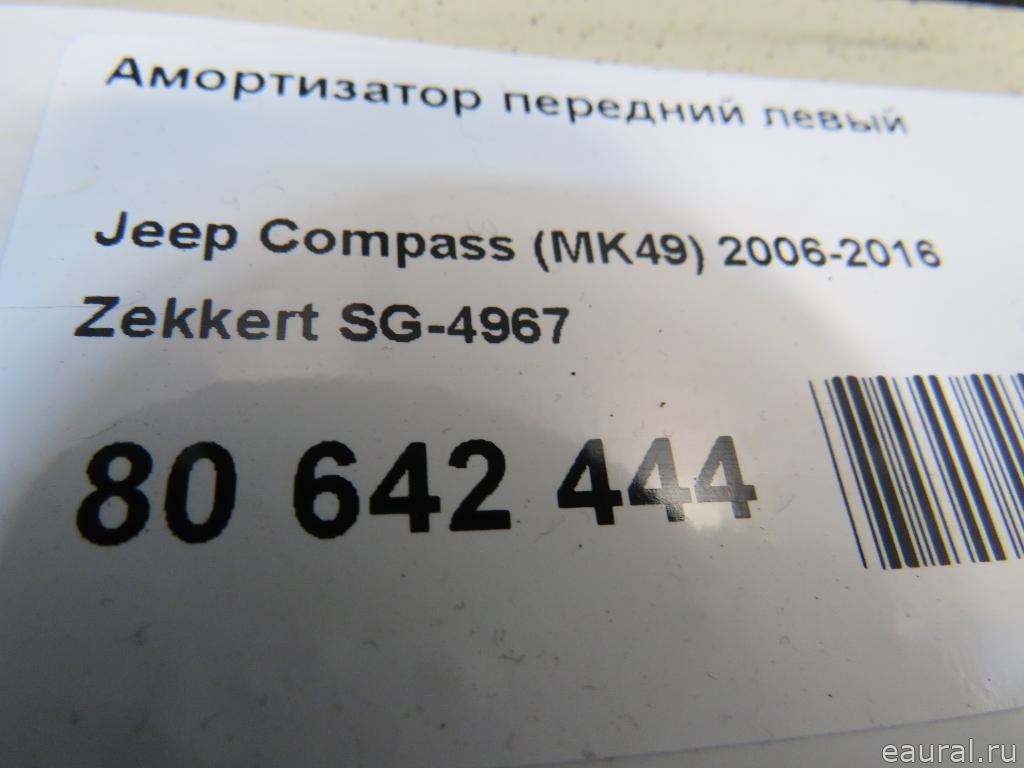 Амортизатор передний левый
Jeep Compass (MK49) 2006-2016
Zekkert SG-4967
80 642 444
eaural.ru